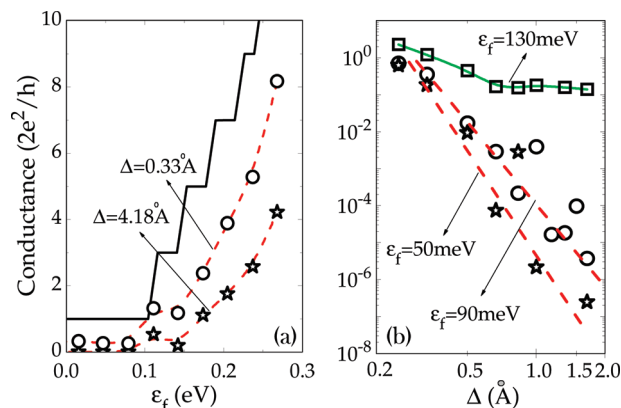 10
8
6
4
2
0
Conductance (2e²/h)
Δ=0.33Å
Δ=4.18Å
(a)
0.0 0.1 0.2 0.3
ε_f (eV)
10⁰
10⁻²
10⁻⁴
10⁻⁶
10⁻⁸
ε_f=130meV
ε_f=50meV
ε_f=90meV
(b)
0.2 0.5 1.0 1.5 2.0
Δ (Å)